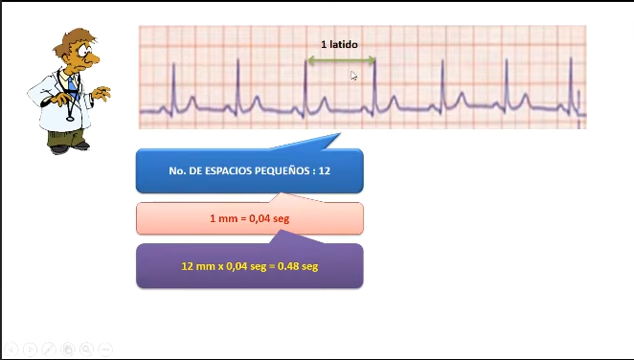 1 latido
No. DE ESPACIOS PEQUEÑOS : 12
1 mm = 0,04 seg
12 mm x 0,04 seg = 0.48 seg